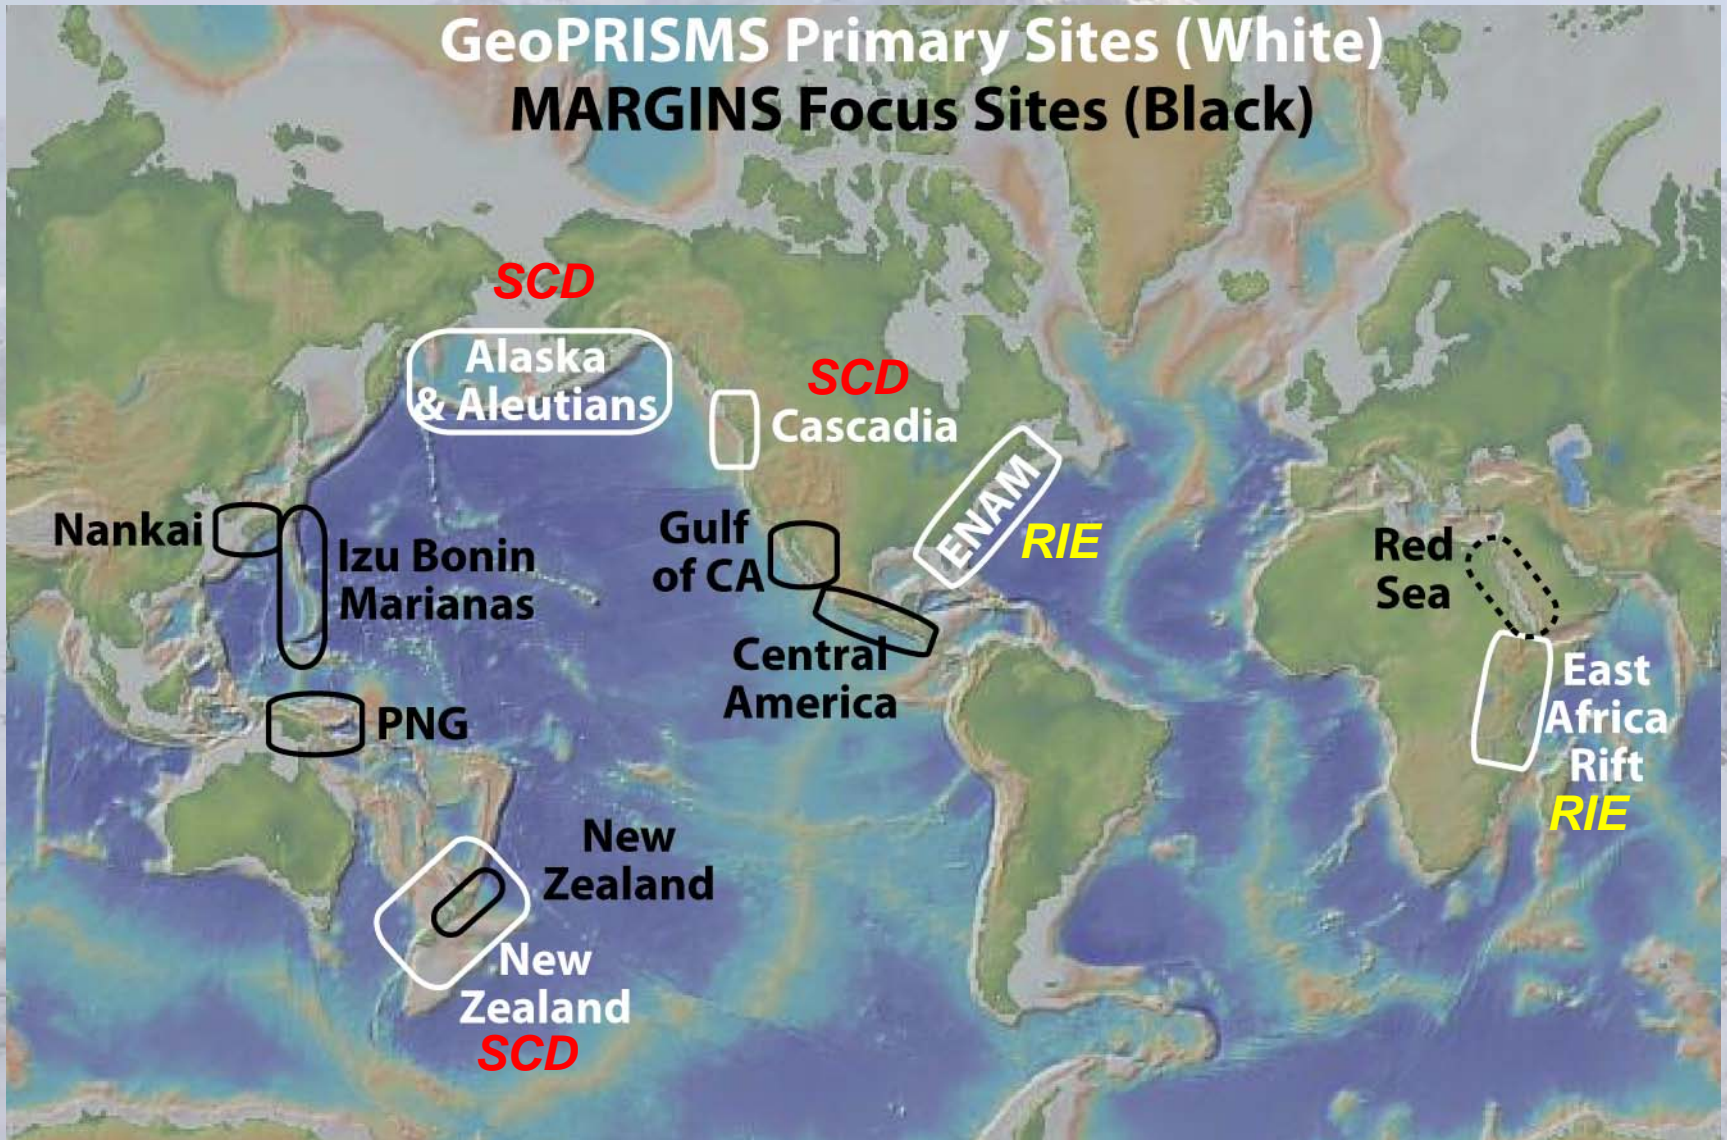 GeoPRISMS Primary Sites (White)
MARGINS Focus Sites (Black)
SCD
Alaska
& Aleutians
SCD
Cascadia
ENAM
RIE
Nankai
Izu Bonin
Marianas
Gulf
of CA
Central
America
Red
Sea
East
Africa
Rift
RIE
PNG
New
Zealand
New
Zealand
SCD